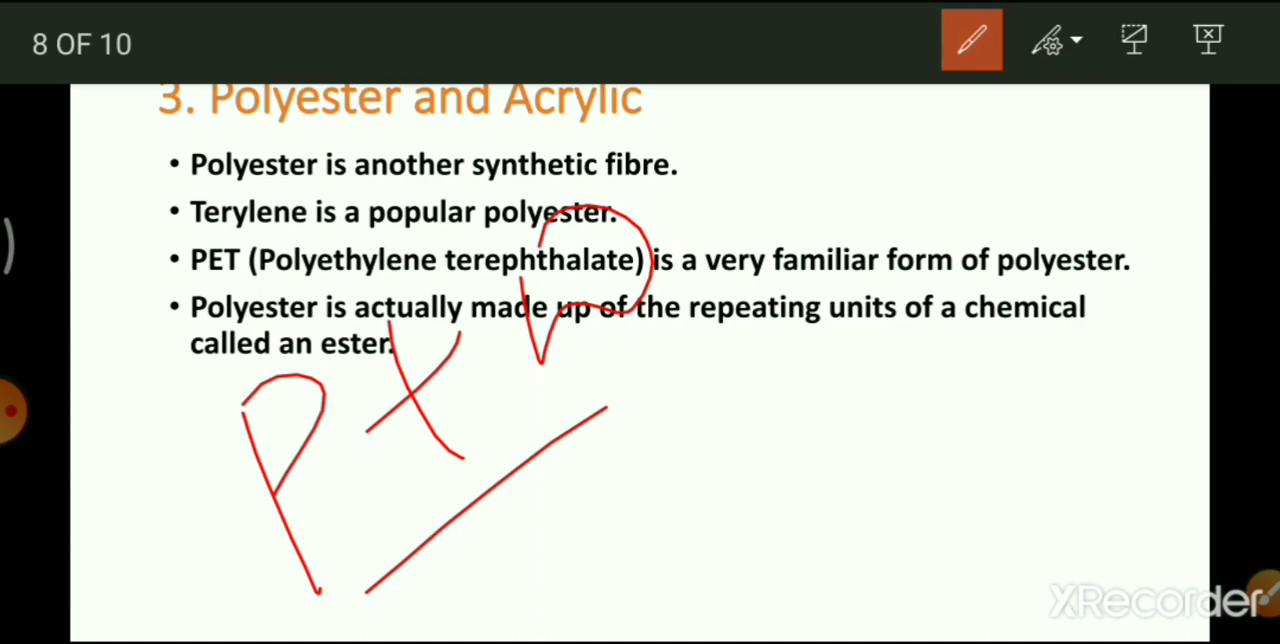 8 OF 10
3. Polyester and Acrylic
• Polyester is another synthetic fibre.
• Terylene is a popular polyester.
• PET (Polyethylene terephthalate) is a very familiar form of polyester.
• Polyester is actually made up of the repeating units of a chemical
called an ester.
P + P
XRecorder